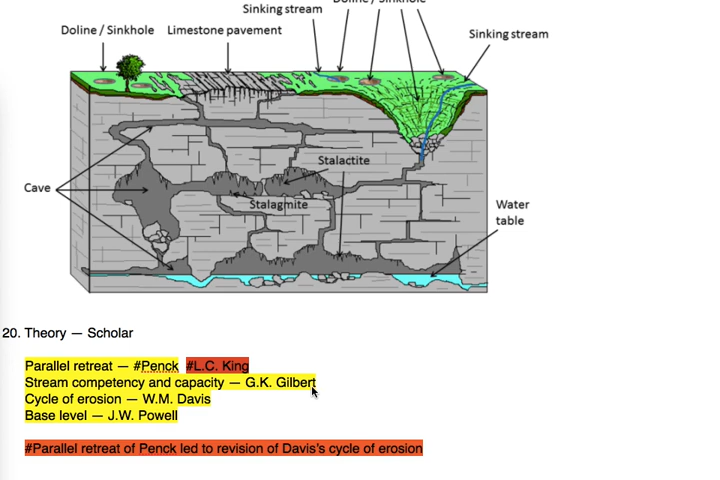 Doline / Sinkhole
Sinking stream
Doline / Sinkhole
Limestone pavement
Sinking stream
Stalactite
Cave
Stalagmite
Water
table
20. Theory — Scholar
Parallel retreat — #Penck #L.C. King
Stream competency and capacity — G.K. Gilbert
Cycle of erosion — W.M. Davis
Base level — J.W. Powell
#Parallel retreat of Penck led to revision of Davis's cycle of erosion